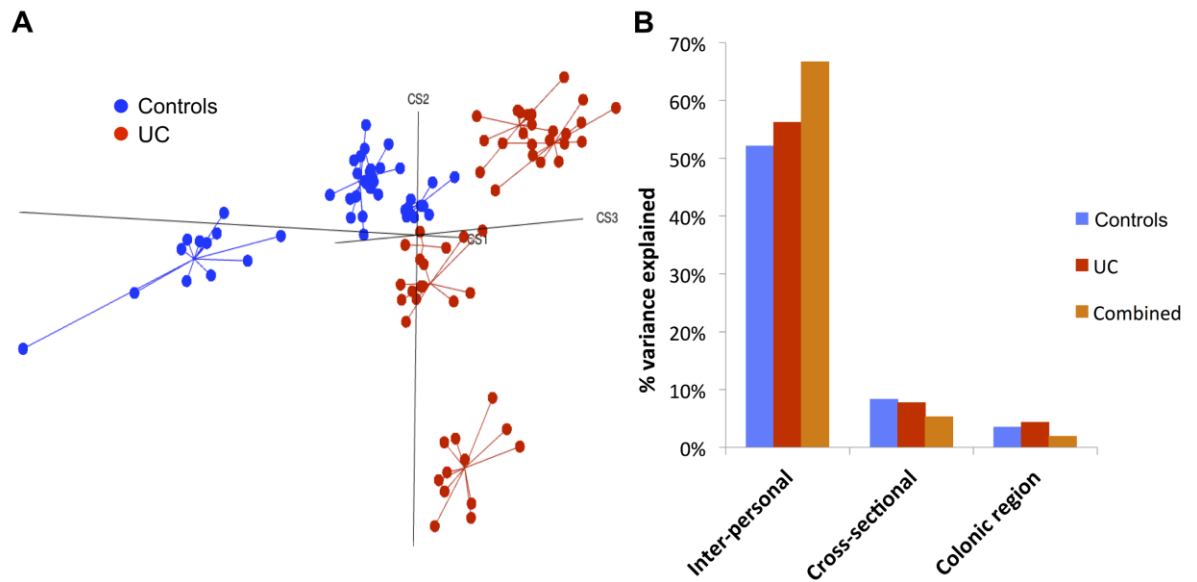 A
Controls
UC
CS2
CS3
CS1
B
70%
60%
50%
40%
30%
20%
10%
0%
% variance explained
Controls
UC
Combined
Inter-personal
Cross-sectional
Colonic region